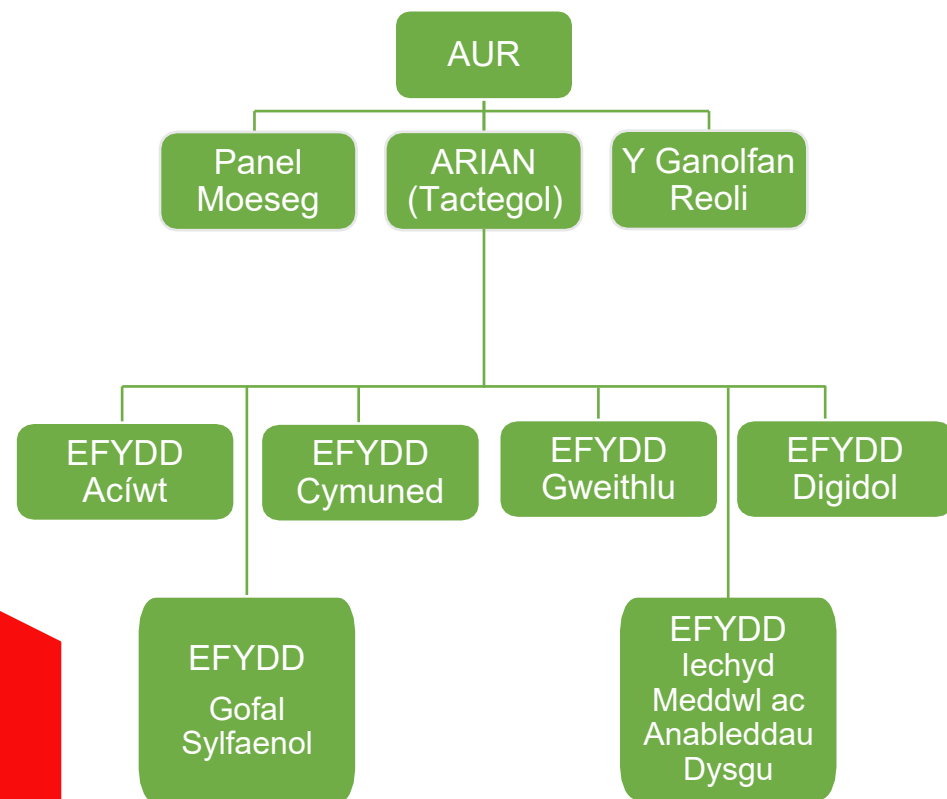 AUR
Panel
Moeseg
ARIAN
(Tactegol)
Y Ganolfan
Reoli
EFYDD
Acíwt
EFYDD
Cymuned
EFYDD
Gweithlu
EFYDD
Digidol
EFYDD
Gofal
Sylfaenol
EFYDD
Iechyd
Meddwl ac
Anableddau
Dysgu